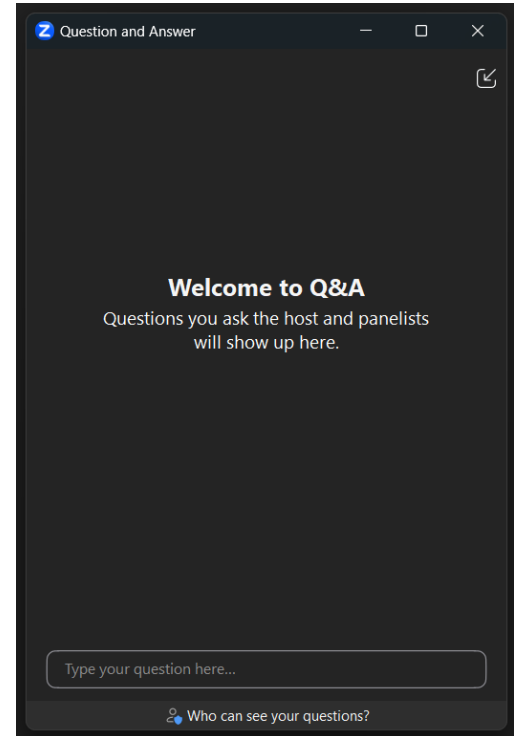 Z Question and Answer
Welcome to Q&A
Questions you ask the host and panelists
will show up here.
Type your question here...
Who can see your questions?